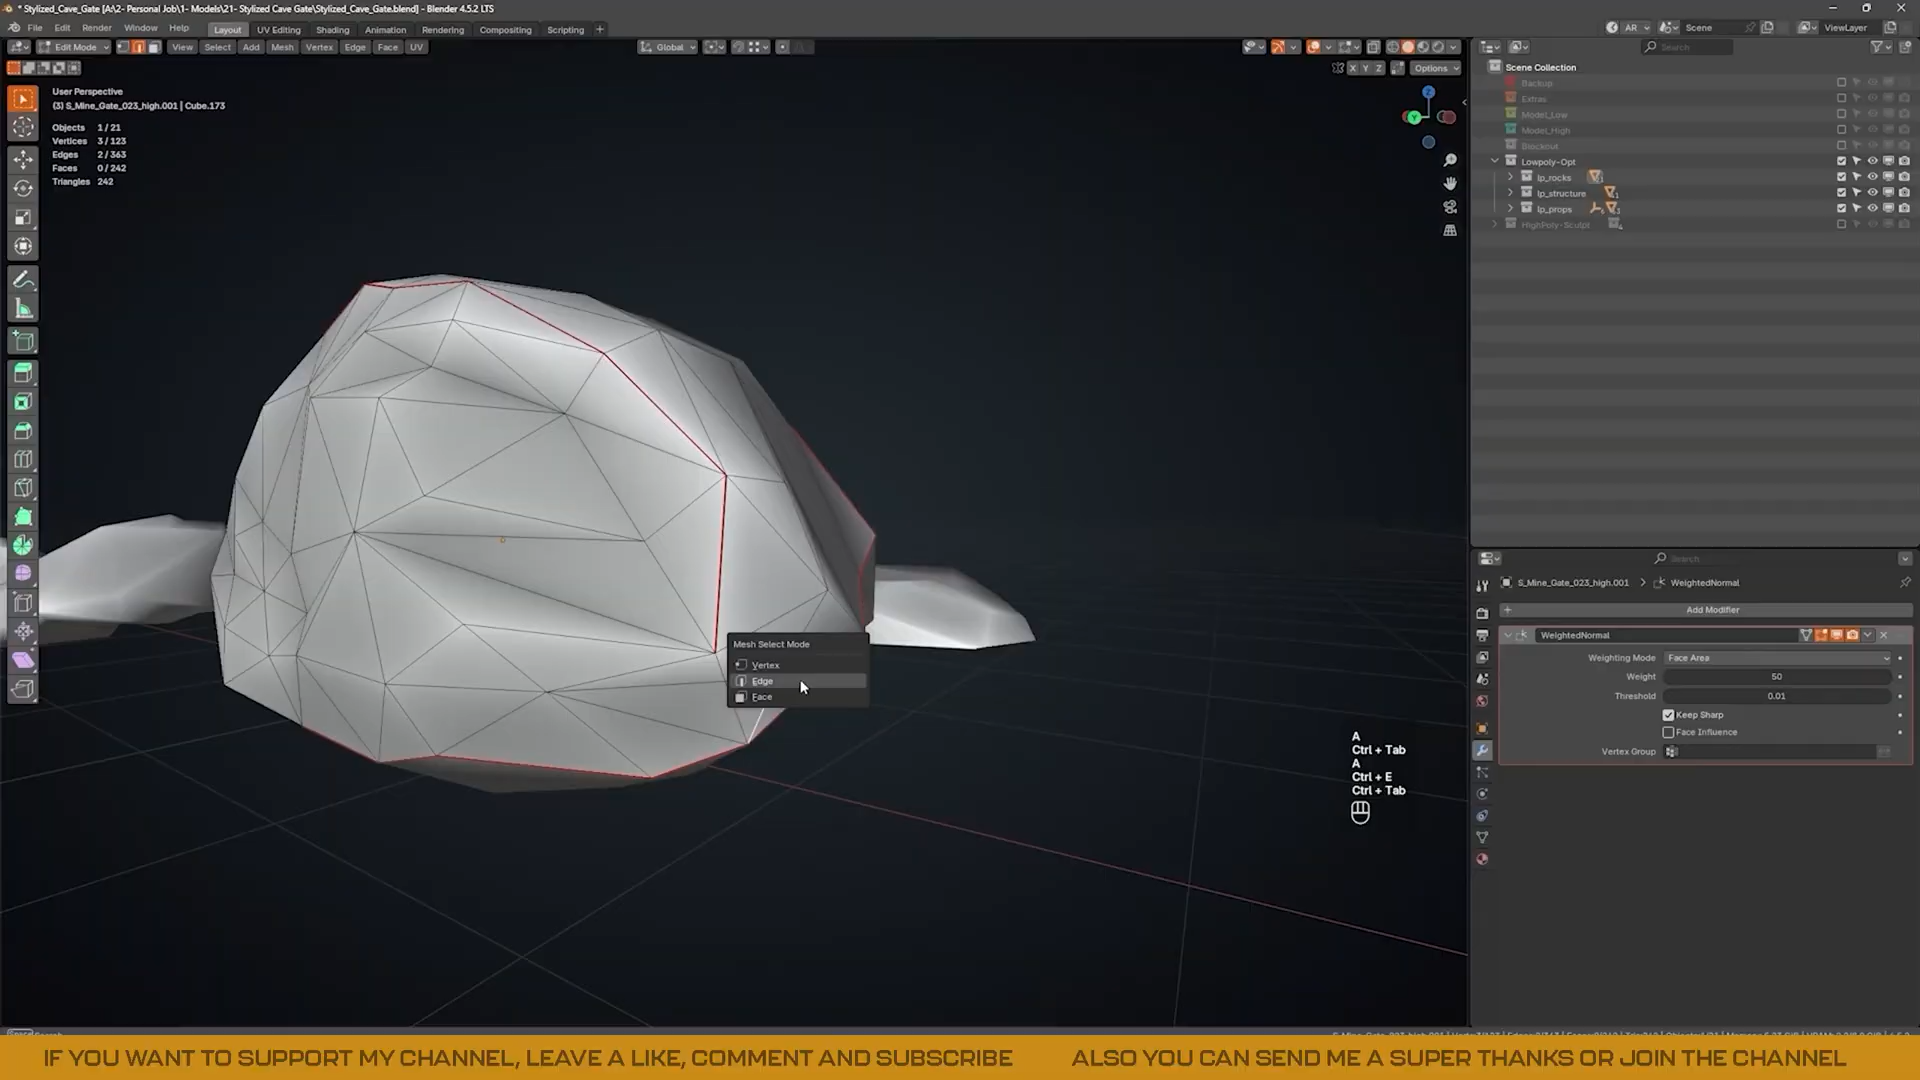 * Stylized_Cave_Gate [A:\2- Personal Job\1- Models\21- Stylized Cave Gate\Stylized_Cave_Gate.blend] - Blender 4.5.2 LTS
File Edit Render Window Help Layout UV Editing Shading Animation Rendering Compositing Scripting + AR Scene ViewLayer
Edit Mode View Select Add Mesh Vertex Edge Face UV Global Search
X Y Z Options
User Perspective
(3) S_Mine_Gate_023_high.001 | Cube.173
Objects 1 / 21
Vertices 3 / 123
Edges 2 / 363
Faces 0 / 242
Triangles 242
Z
Y
Scene Collection
Backup
Extras
Model_Low
Model_High
Blockout
Lowpoly-Opt
lp_rocks
lp_structure
lp_props
HighPoly-Sculpt
Search
S_Mine_Gate_023_high.001 > WeightedNormal
+ Add Modifier
WeightedNormal
Weighting Mode Face Area
Weight 50
Threshold 0.01
Keep Sharp
Face Influence
Vertex Group
Mesh Select Mode
Vertex
Edge
Face
A
Ctrl + Tab
A
Ctrl + E
Ctrl + Tab
IF YOU WANT TO SUPPORT MY CHANNEL, LEAVE A LIKE, COMMENT AND SUBSCRIBE ALSO YOU CAN SEND ME A SUPER THANKS OR JOIN THE CHANNEL